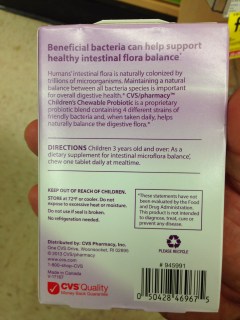 Beneficial bacteria can help support
healthy intestinal flora balance*
Humans' intestinal flora is naturally colonized by
trillions of microorganisms. Maintaining a natural
balance between all bacteria species is important
for overall digestive health.* CVS/pharmacy™
Children's Chewable Probiotic is a proprietary
probiotic blend containing 4 different strains of
friendly bacteria and, when taken daily, helps
naturally balance the digestive flora.*
DIRECTIONS Children 3 years old and over: As a
dietary supplement for intestinal microflora balance,*
chew one tablet daily at mealtime.
KEEP OUT OF REACH OF CHILDREN.
STORE at 72°F or cooler. Do not
expose to excessive heat or moisture.
Do not use if seal is broken.
No refrigeration needed.
*These statements have not
been evaluated by the Food
and Drug Administration.
This product is not intended
to diagnose, treat, cure or
prevent any disease.
Distributed by: CVS Pharmacy, Inc.
One CVS Drive, Woonsocket, RI 02895
© 2013 CVS/pharmacy
www.cvs.com
1-800-shop CVS
Made in Canada
CVS Quality
Money Back Guarantee
PLEASE RECYCLE
# 945991
0 50428 46967 5